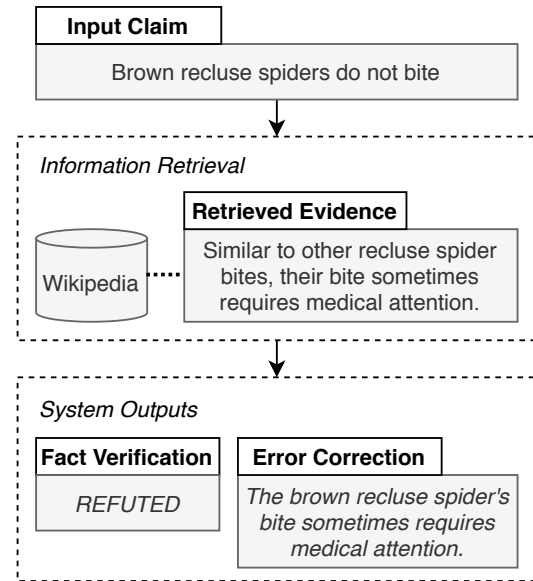 Input Claim
Brown recluse spiders do not bite
Information Retrieval
Retrieved Evidence
Wikipedia
Similar to other recluse spider
bites, their bite sometimes
requires medical attention.
System Outputs
Fact Verification
REFUTED
Error Correction
The brown recluse spider's
bite sometimes requires
medical attention.